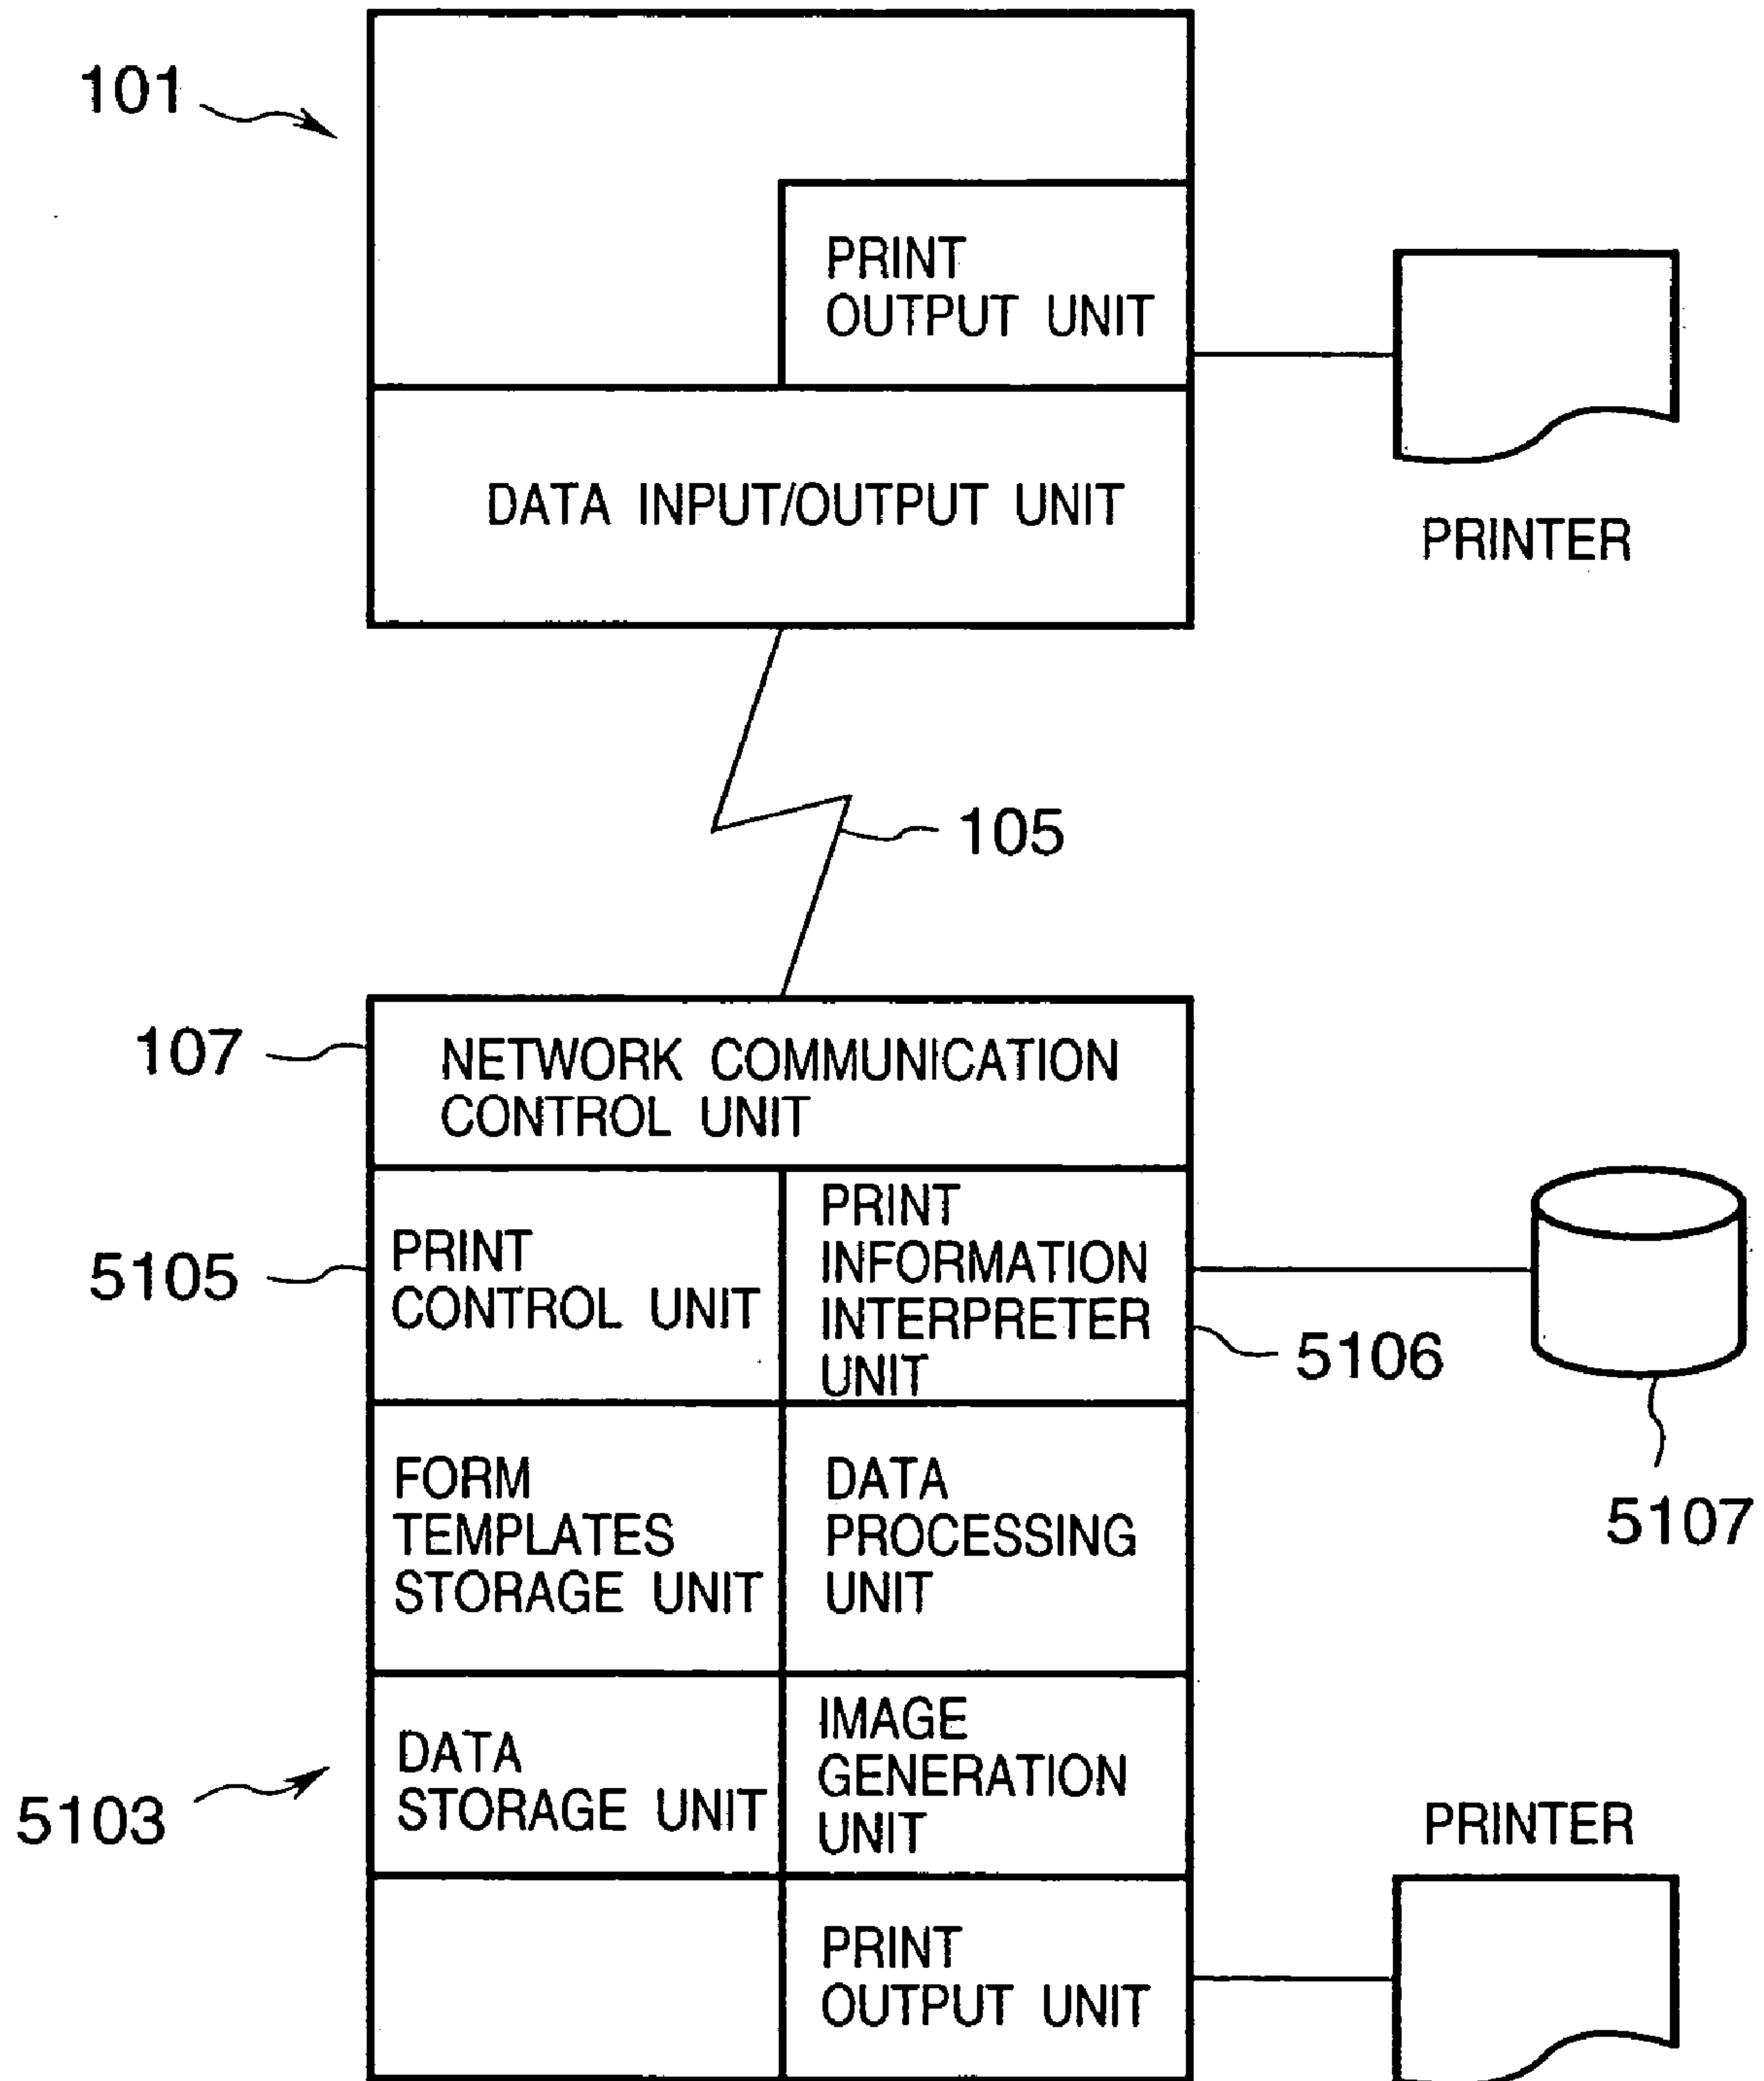 101
PRINT
OUTPUT UNIT
DATA INPUT/OUTPUT UNIT
PRINTER
105
107
NETWORK COMMUNICATION
CONTROL UNIT
5105
PRINT
CONTROL UNIT
PRINT
INFORMATION
INTERPRETER
UNIT
5106
5107
FORM
TEMPLATES
STORAGE UNIT
DATA
PROCESSING
UNIT
5103
DATA
STORAGE UNIT
IMAGE
GENERATION
UNIT
PRINTER
PRINT
OUTPUT UNIT